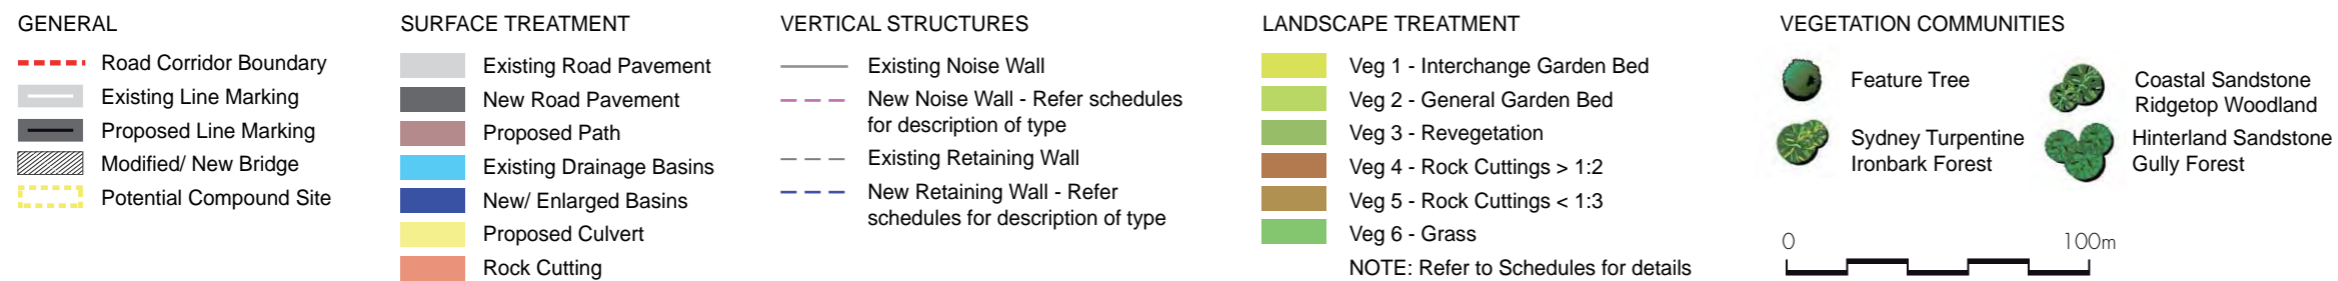 GENERAL
Road Corridor Boundary
Existing Line Marking
Proposed Line Marking
Modified/ New Bridge
Potential Compound Site
SURFACE TREATMENT
Existing Road Pavement
New Road Pavement
Proposed Path
Existing Drainage Basins
New/ Enlarged Basins
Proposed Culvert
Rock Cutting
VERTICAL STRUCTURES
Existing Noise Wall
New Noise Wall - Refer schedules
for description of type
Existing Retaining Wall
New Retaining Wall - Refer
schedules for description of type
LANDSCAPE TREATMENT
Veg 1 - Interchange Garden Bed
Veg 2 - General Garden Bed
Veg 3 - Revegetation
Veg 4 - Rock Cuttings > 1:2
Veg 5 - Rock Cuttings < 1:3
Veg 6 - Grass
NOTE: Refer to Schedules for details
VEGETATION COMMUNITIES
Feature Tree
Sydney Turpentine
Ironbark Forest
Coastal Sandstone
Ridgetop Woodland
Hinterland Sandstone
Gully Forest
0 100m